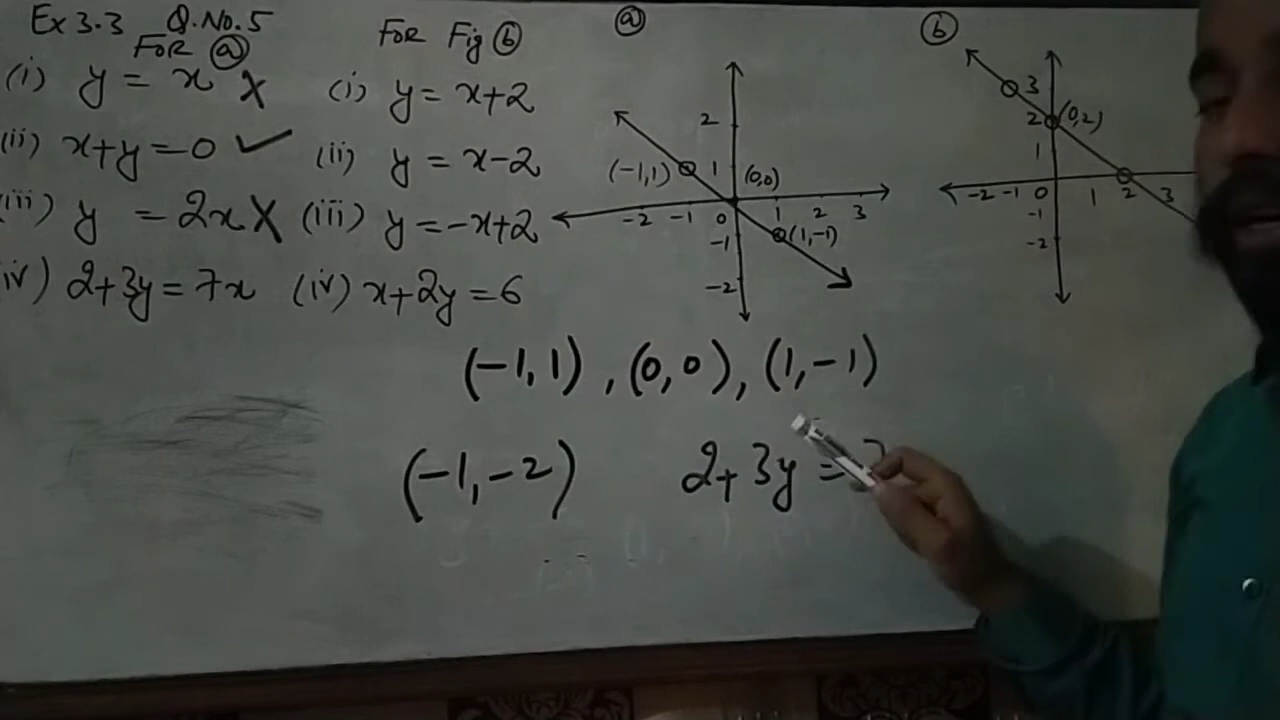 Ex 3.3 Q.No.5
FOR ⓐ
(i) y = x ✗
(ii) x+y=0 ✓
(iii) y = 2x ✗
(iv) 2+3y = 7x
FOR Fig ⓑ
(i) y = x+2
(ii) y = x-2
(iii) y = -x+2
(iv) x+2y = 6
ⓐ
2
(-1,1) 1 (0,0)
-2 -1 0 1 2 3
-1 (1,-1)
-2
ⓑ
3
2 (0,2)
1
-2 -1 0 1 2 3
-1
-2
(-1,1), (0,0), (1,-1)
(-1,-2) 2+3y =